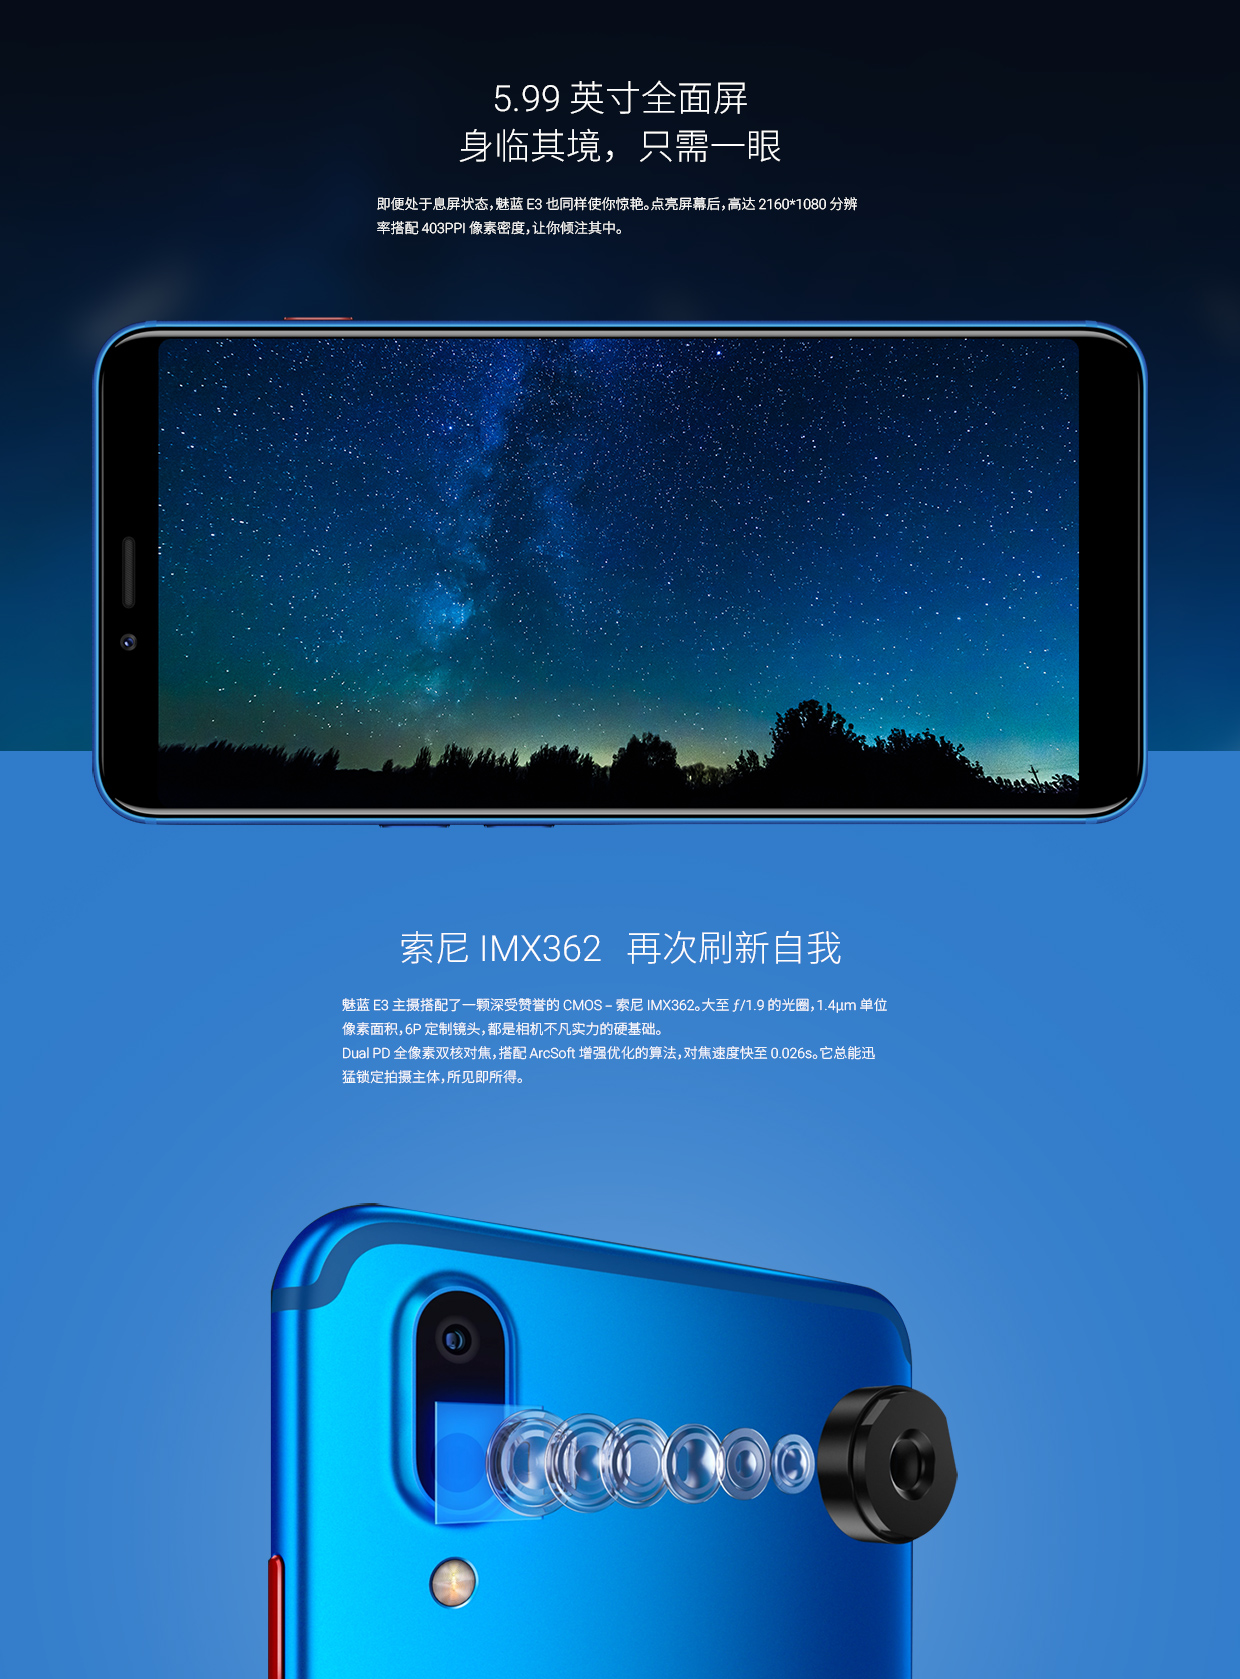 5.99 英寸全面屏
身临其境，只需一眼
即便处于息屏状态，魅蓝 E3 也同样使你惊艳。点亮屏幕后，高达 2160*1080 分辨
率搭配 403PPI 像素密度，让你倾注其中。
索尼 IMX362 再次刷新自我
魅蓝 E3 主摄搭配了一颗深受赞誉的 CMOS – 索尼 IMX362。大至 ƒ/1.9 的光圈，1.4μm 单位
像素面积，6P 定制镜头，都是相机不凡实力的硬基础。
Dual PD 全像素双核对焦，搭配 ArcSoft 增强优化的算法，对焦速度快至 0.026s。它总能迅
猛锁定拍摄主体，所见即所得。